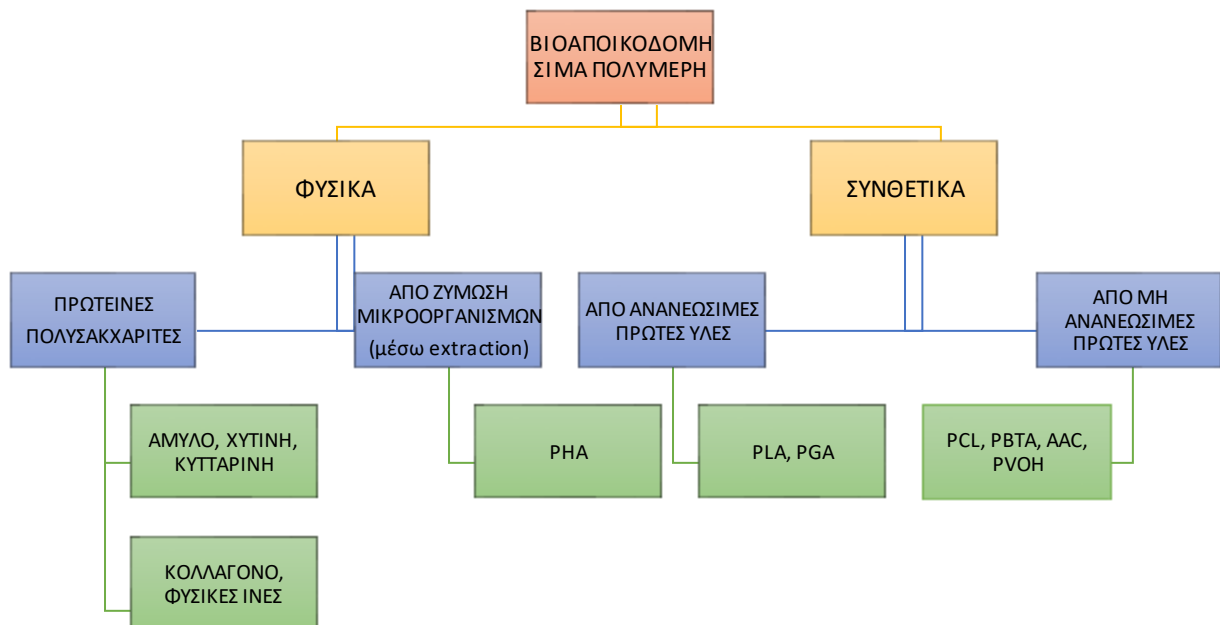 ΒΙΟΑΠΟΙΚΟΔΟΜΗ
ΣΙΜΑ ΠΟΛΥΜΕΡΗ
ΦΥΣΙΚΑ
ΣΥΝΘΕΤΙΚΑ
ΠΡΩΤΕΙΝΕΣ
ΠΟΛΥΣΑΚΧΑΡΙΤΕΣ
ΑΠΟ ΖΥΜΩΣΗ
ΜΙΚΡΟΟΡΓΑΝΙΣΜΩΝ
(μέσω extraction)
ΑΠΟ ΑΝΑΝΕΩΣΙΜΕΣ
ΠΡΩΤΕΣ ΥΛΕΣ
ΑΠΟ ΜΗ
ΑΝΑΝΕΩΣΙΜΕΣ
ΠΡΩΤΕΣ ΥΛΕΣ
ΑΜΥΛΟ, ΧΥΤΙΝΗ,
ΚΥΤΤΑΡΙΝΗ
PHA
PLA, PGA
PCL, PBTA, AAC,
PVOH
ΚΟΛΛΑΓΟΝΟ,
ΦΥΣΙΚΕΣ ΙΝΕΣ